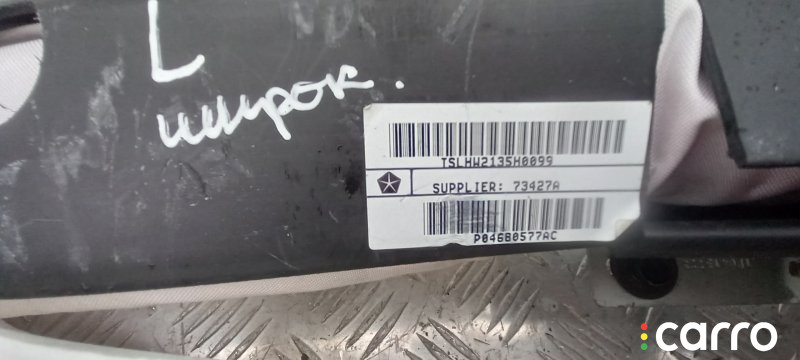 L
широк.
TSLHW2135H0099
SUPPLIER: 73427A
P04680577AC
carro